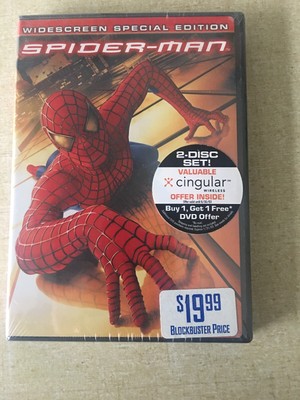 WIDESCREEN SPECIAL EDITION
SPIDER-MAN
2-DISC
SET!
VALUABLE
cingular
WIRELESS
OFFER INSIDE!
Buy 1, Get 1 Free*
DVD Offer
$19.99
BLOCKBUSTER PRICE